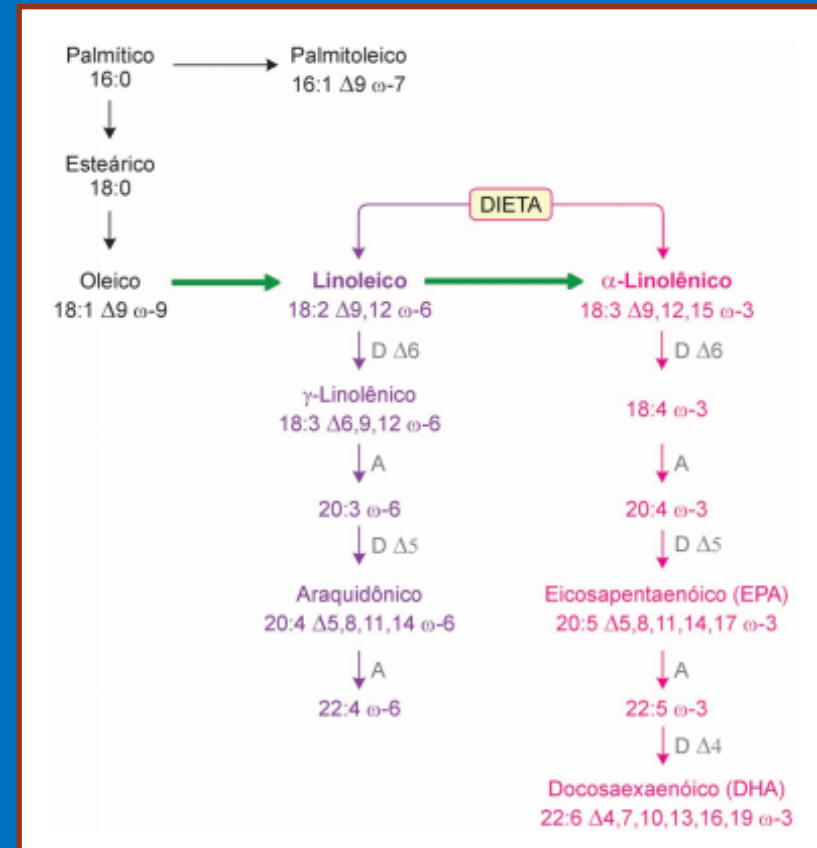 Palmítico
16:0
Palmitoleico
16:1 Δ9 ω-7
Esteárico
18:0
DIETA
Oleico
18:1 Δ9 ω-9
Linoleico
18:2 Δ9,12 ω-6
α-Linolênico
18:3 Δ9,12,15 ω-3
D Δ6
D Δ6
γ-Linolênico
18:3 Δ6,9,12 ω-6
18:4 ω-3
A
A
20:3 ω-6
20:4 ω-3
D Δ5
D Δ5
Araquidônico
20:4 Δ5,8,11,14 ω-6
Eicosapentaenóico (EPA)
20:5 Δ5,8,11,14,17 ω-3
A
A
22:4 ω-6
22:5 ω-3
D Δ4
Docosaexaenóico (DHA)
22:6 Δ4,7,10,13,16,19 ω-3